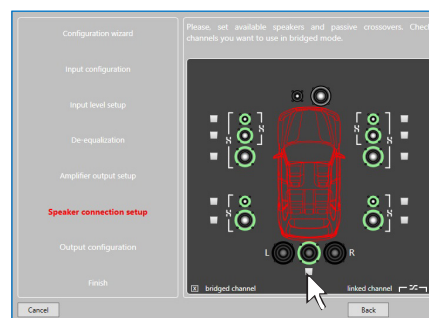 Configuration wizard
Input configuration
Input level setup
De-equalization
Amplifier output setup
Speaker connection setup
Output configuration
Finish
Please, set available speakers and passive crossovers. Chec
channels you want to use in bridged mode.
L R
X bridged channel
linked channel
Cancel
Back